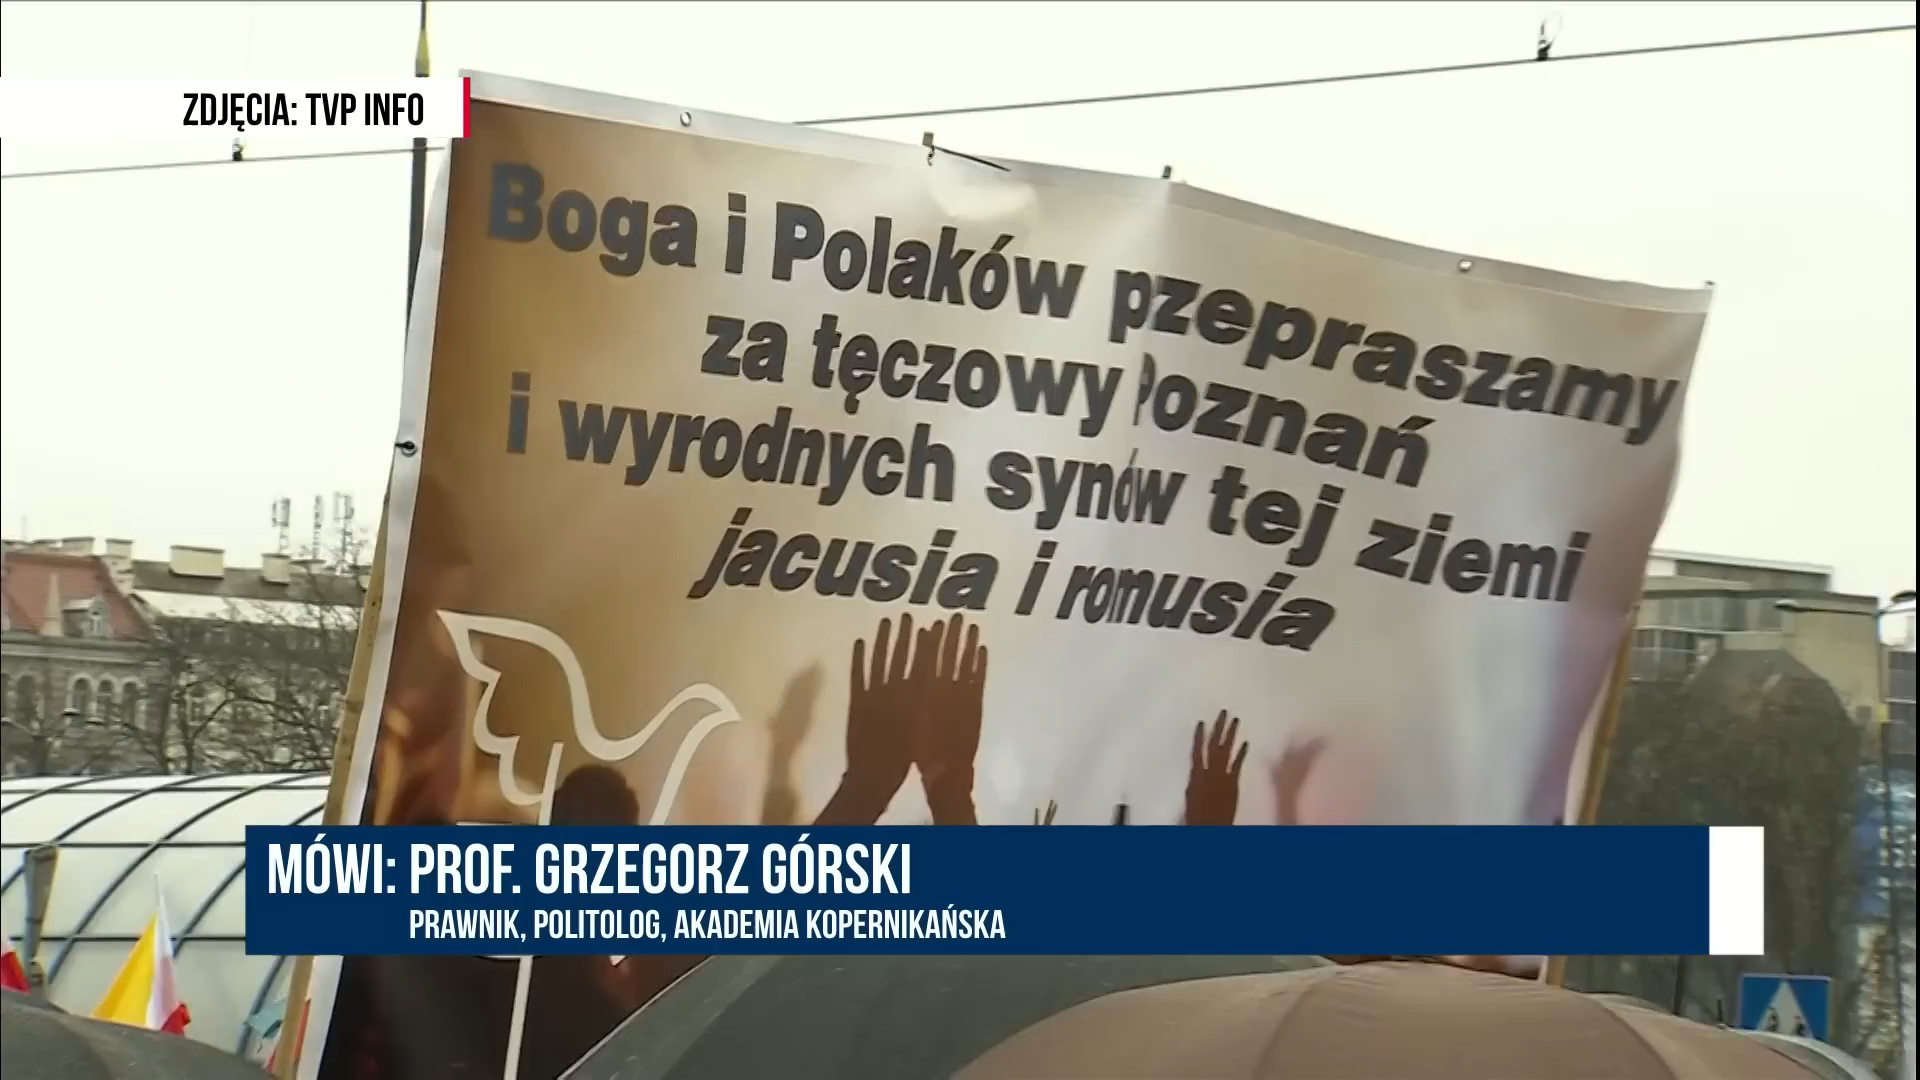 ZDJĘCIA: TVP INFO
Boga i Polaków pzepraszamy
za tęczowy Poznań
i wyrodnych synów tej ziemi
jacusia i romusia
MÓWI: PROF. GRZEGORZ GÓRSKI
PRAWNIK, POLITOLOG, AKADEMIA KOPERNIKAŃSKA